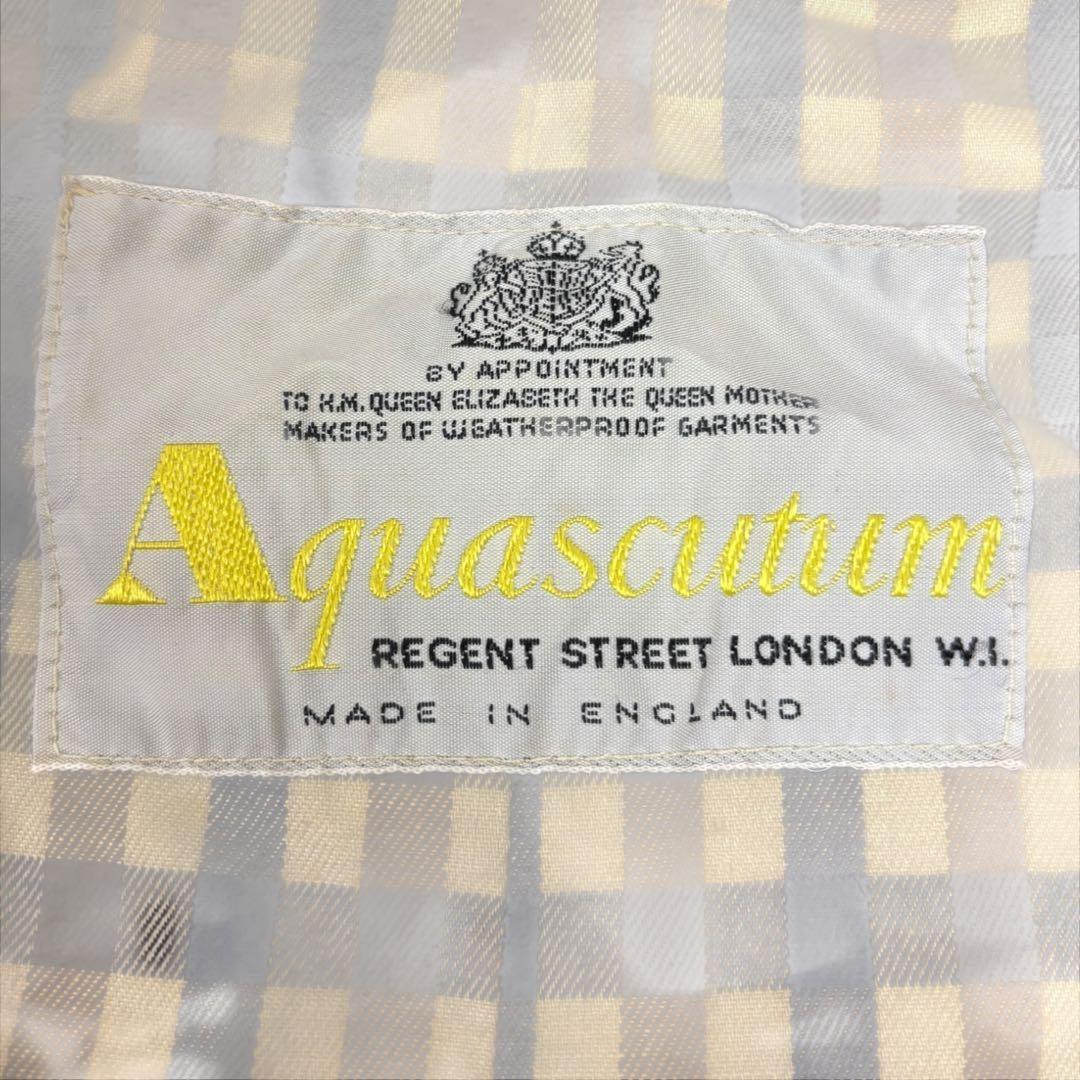 BY APPOINTMENT
TO H.M. QUEEN ELIZABETH THE QUEEN MOTHER
MAKERS OF WEATHERPROOF GARMENTS
Aquascutum
REGENT STREET LONDON W.I.
MADE IN ENGLAND